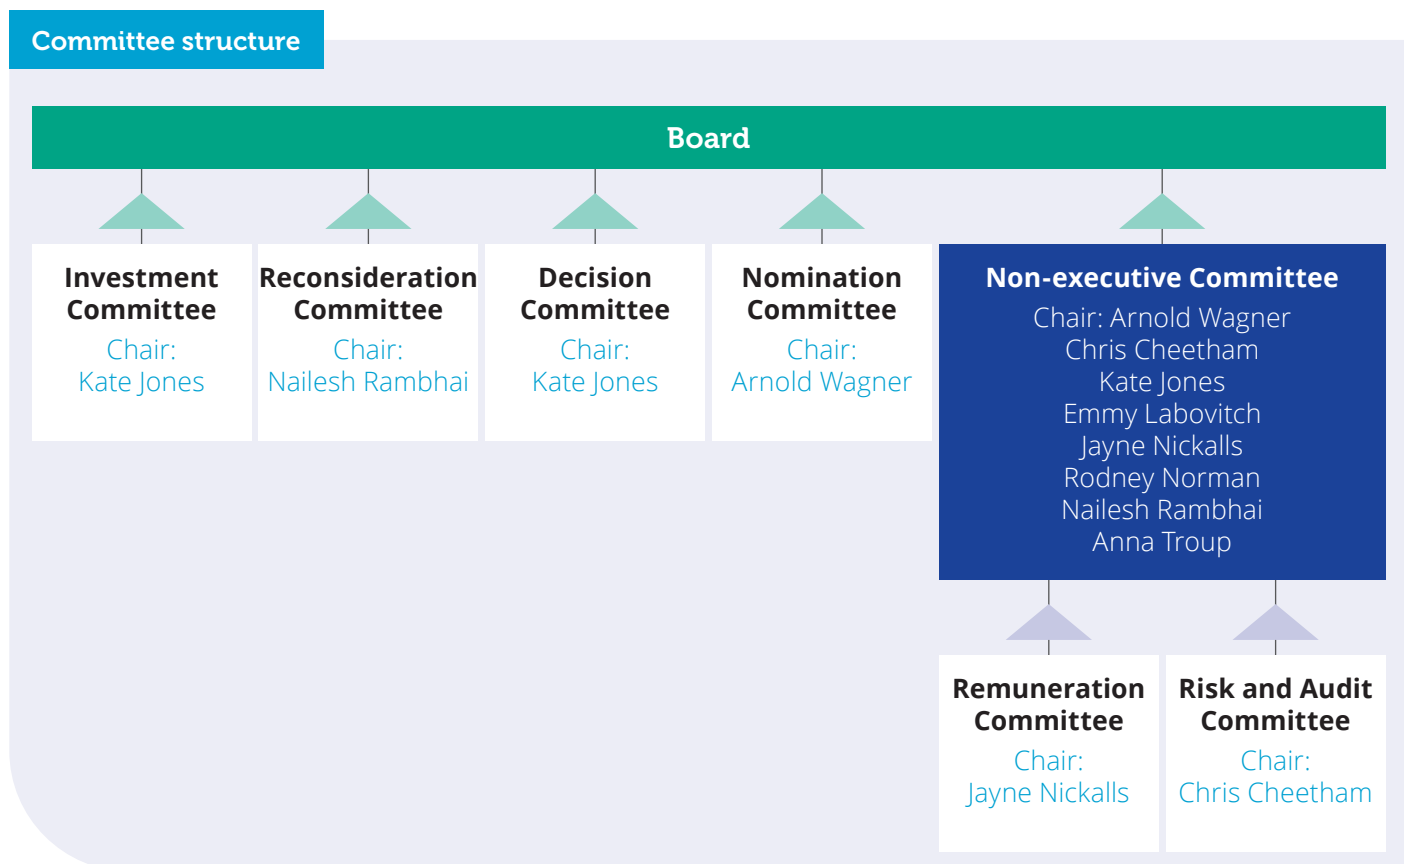 Committee structure
Board
Investment
Committee
Chair:
Kate Jones
Reconsideration
Committee
Chair:
Nailesh Rambhai
Decision
Committee
Chair:
Kate Jones
Nomination
Committee
Chair:
Arnold Wagner
Non-executive Committee
Chair: Arnold Wagner
Chris Cheetham
Kate Jones
Emmy Labovitch
Jayne Nickalls
Rodney Norman
Nailesh Rambhai
Anna Troup
Remuneration
Committee
Chair:
Jayne Nickalls
Risk and Audit
Committee
Chair:
Chris Cheetham